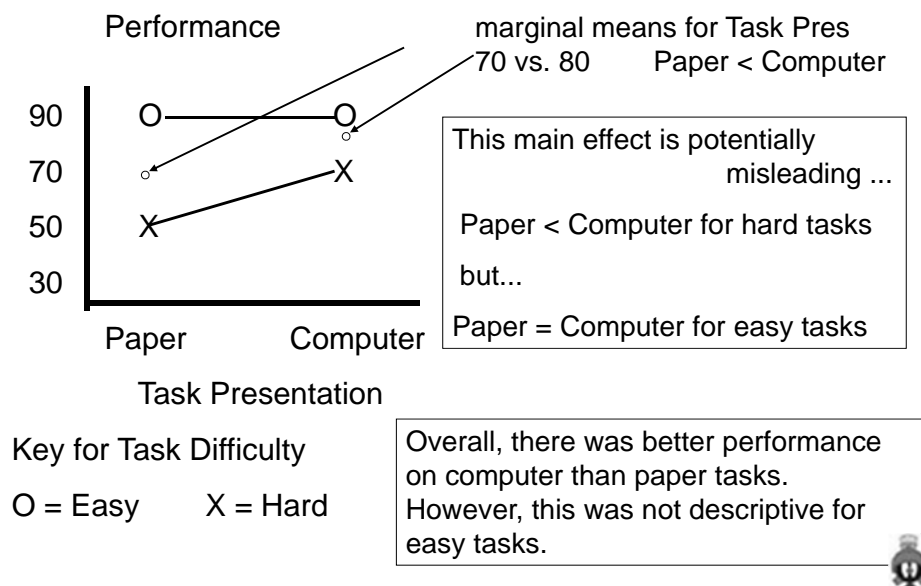 Performance
marginal means for Task Pres
70 vs. 80 Paper < Computer
90
70
50
30
O
O
X
X
Paper Computer
Task Presentation
This main effect is potentially
misleading ...
Paper < Computer for hard tasks
but...
Paper = Computer for easy tasks
Key for Task Difficulty
O = Easy X = Hard
Overall, there was better performance
on computer than paper tasks.
However, this was not descriptive for
easy tasks.